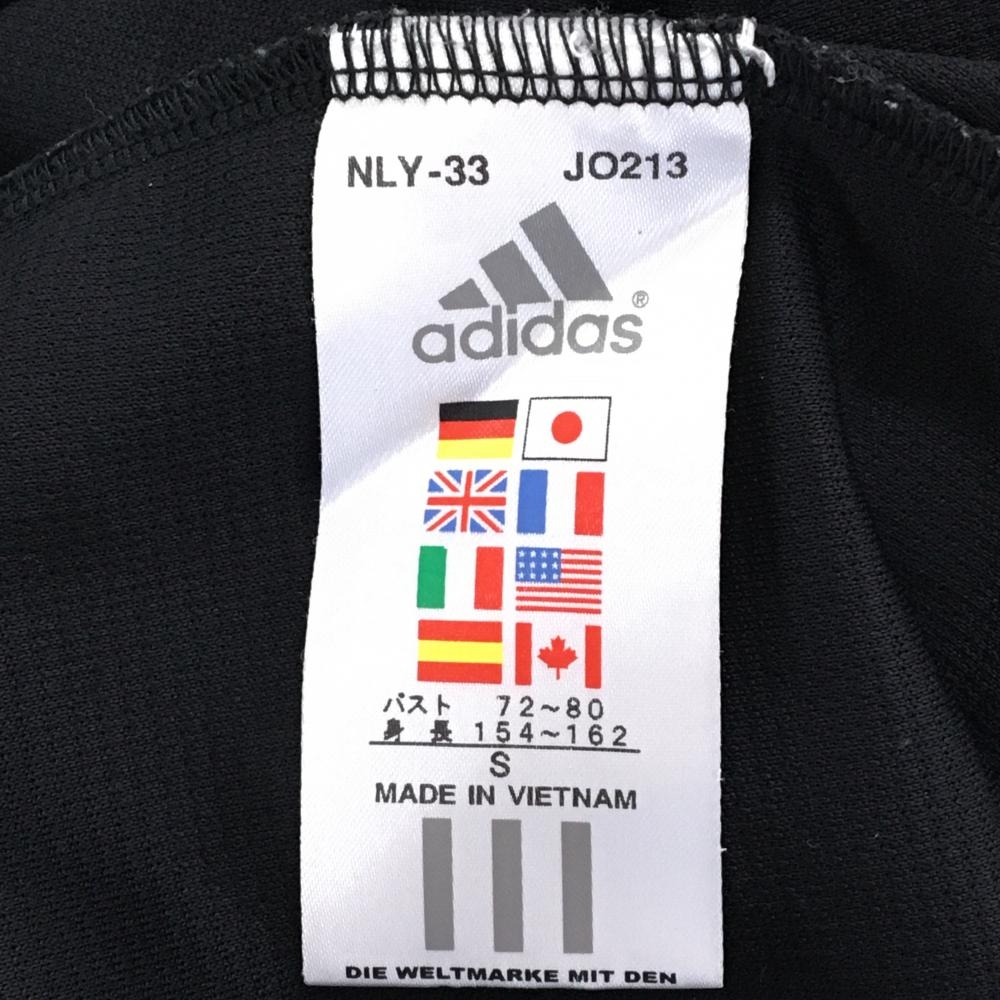 NLY-33 JO213
adidas®
バスト 72~80
身長 154~162
S
MADE IN VIETNAM
DIE WELTMARKE MIT DEN